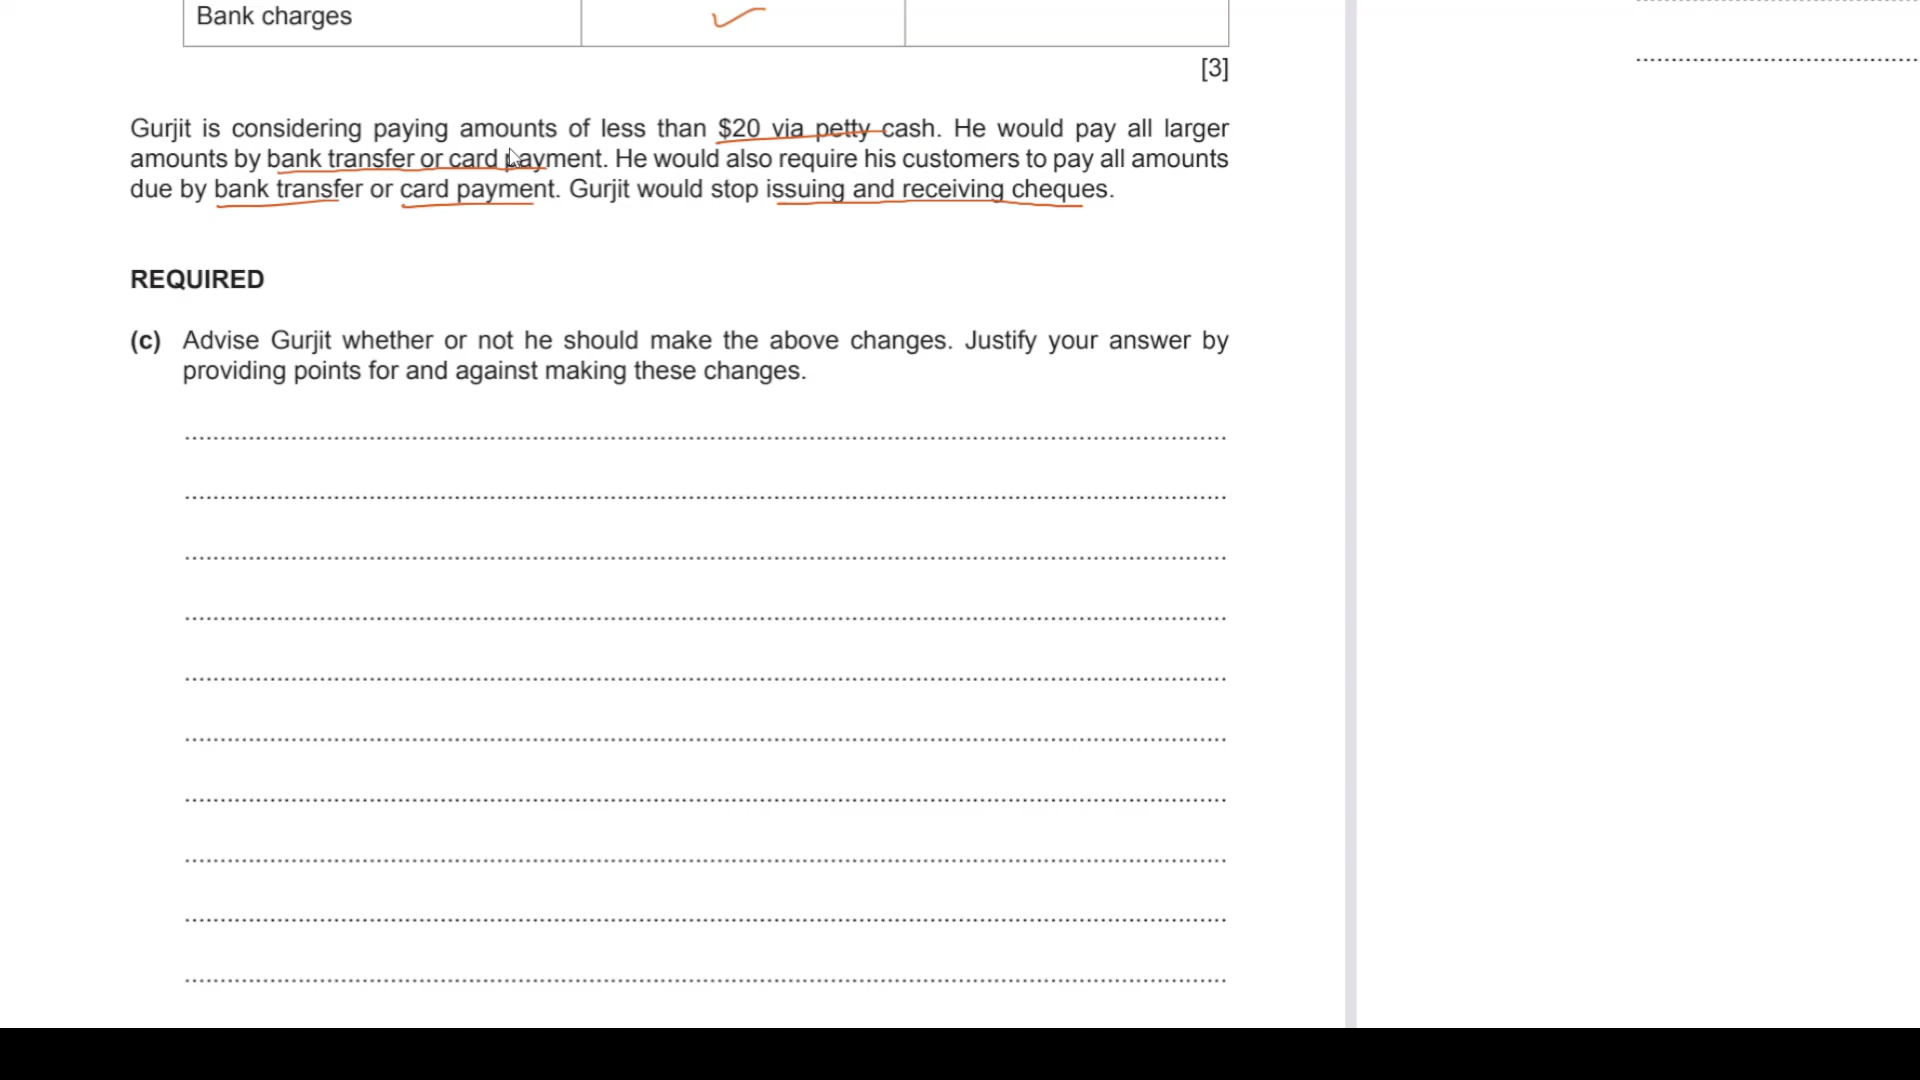 Bank charges
[3]
Gurjit is considering paying amounts of less than $20 via petty cash. He would pay all larger
amounts by bank transfer or card payment. He would also require his customers to pay all amounts
due by bank transfer or card payment. Gurjit would stop issuing and receiving cheques.
REQUIRED
(c) Advise Gurjit whether or not he should make the above changes. Justify your answer by
providing points for and against making these changes.